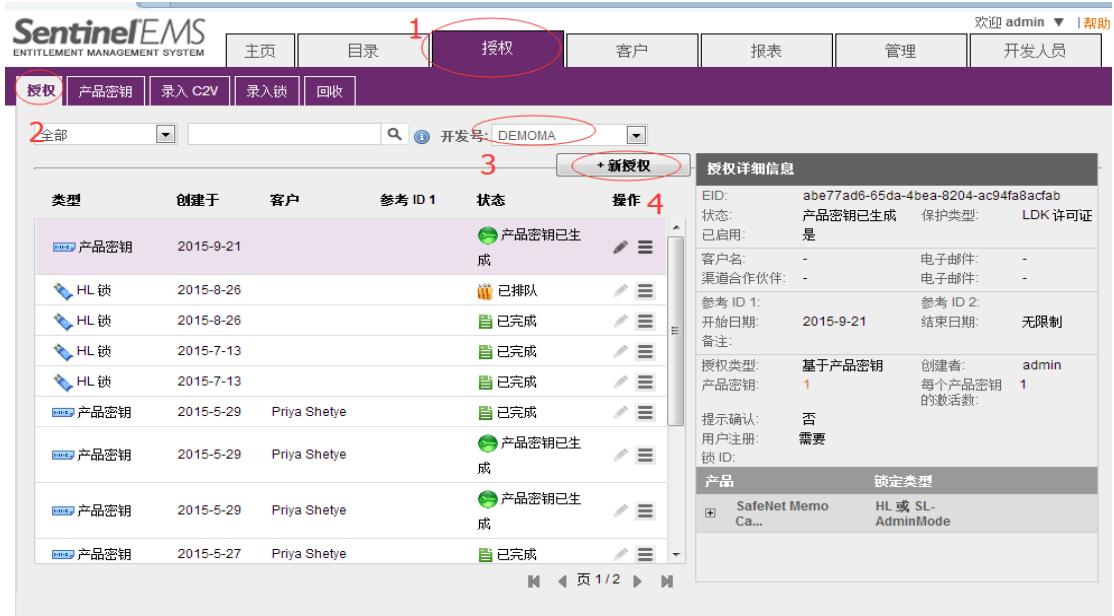 欢迎 admin ▼ | 帮助
Sentinel EMS
ENTITLEMENT MANAGEMENT SYSTEM
主页 目录 授权 客户 报表 管理 开发人员
1
授权 产品密钥 录入 C2V 录入锁 回收
2
全部 开发号: DEMOMA
3
+ 新授权
4
类型 创建于 客户 参考 ID 1 状态 操作
产品密钥 2015-9-21 产品密钥已生成
HL 锁 2015-8-26 已排队
HL 锁 2015-8-26 已完成
HL 锁 2015-7-13 已完成
HL 锁 2015-7-13 已完成
产品密钥 2015-5-29 Priya Shetye 已完成
产品密钥 2015-5-29 Priya Shetye 产品密钥已生成
产品密钥 2015-5-29 Priya Shetye 产品密钥已生成
产品密钥 2015-5-27 Priya Shetye 已完成
页 1 / 2
授权详细信息
EID: abe77ad6-65da-4bea-8204-ac94fa8acfab
状态: 产品密钥已生成 保护类型: LDK 许可证
已启用: 是
客户名: - 电子邮件: -
渠道合作伙伴: - 电子邮件: -
参考 ID 1: 参考 ID 2:
开始日期: 2015-9-21 结束日期: 无限制
备注:
授权类型: 基于产品密钥 创建者: admin
产品密钥: 1 每个产品密钥的激活数: 1
提示确认: 否
用户注册: 需要
锁 ID:
产品 锁定类型
SafeNet Memo Ca... HL 或 SL-AdminMode